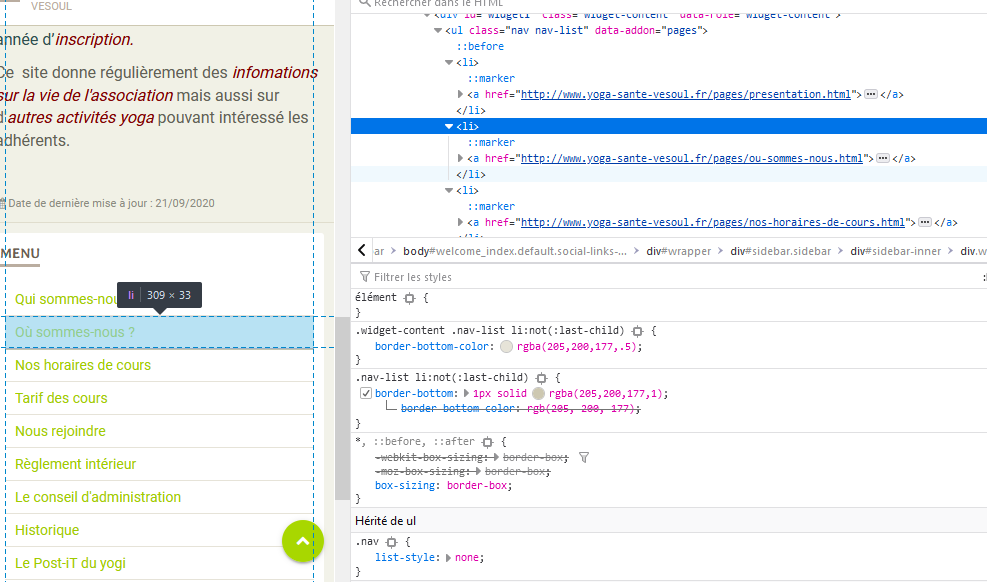 VESOUL
année d'inscription.
Ce site donne régulièrement des infomations
sur la vie de l'association mais aussi sur
d'autres activités yoga pouvant intéressé les
adhérents.
Date de dernière mise à jour : 21/09/2020
MENU
Qui sommes-nou
li 309 × 33
Où sommes-nous ?
Nos horaires de cours
Tarif des cours
Nous rejoindre
Règlement intérieur
Le conseil d'administration
Historique
Le Post-iT du yogi
Rechercher dans le HTML
<div id="widget1" class="widget-content" data-role="widget-content">
<ul class="nav nav-list" data-addon="pages">
::before
<li>
::marker
<a href="http://www.yoga-sante-vesoul.fr/pages/presentation.html">⋯</a>
</li>
<li>
::marker
<a href="http://www.yoga-sante-vesoul.fr/pages/ou-sommes-nous.html">⋯</a>
</li>
<li>
::marker
<a href="http://www.yoga-sante-vesoul.fr/pages/nos-horaires-de-cours.html">⋯</a>
</li>
ar > body#welcome_index.default.social-links-... > div#wrapper > div#sidebar.sidebar > div#sidebar-inner > div.w
Filtrer les styles
élément {
}
.widget-content .nav-list li:not(:last-child) {
border-bottom-color: rgba(205,200,177,.5);
}
.nav-list li:not(:last-child) {
border-bottom: 1px solid rgba(205,200,177,1);
border-bottom-color: rgb(205, 200, 177);
}
*, ::before, ::after {
-webkit-box-sizing: border-box;
-moz-box-sizing: border-box;
box-sizing: border-box;
}
Hérité de ul
.nav {
list-style: none;
}